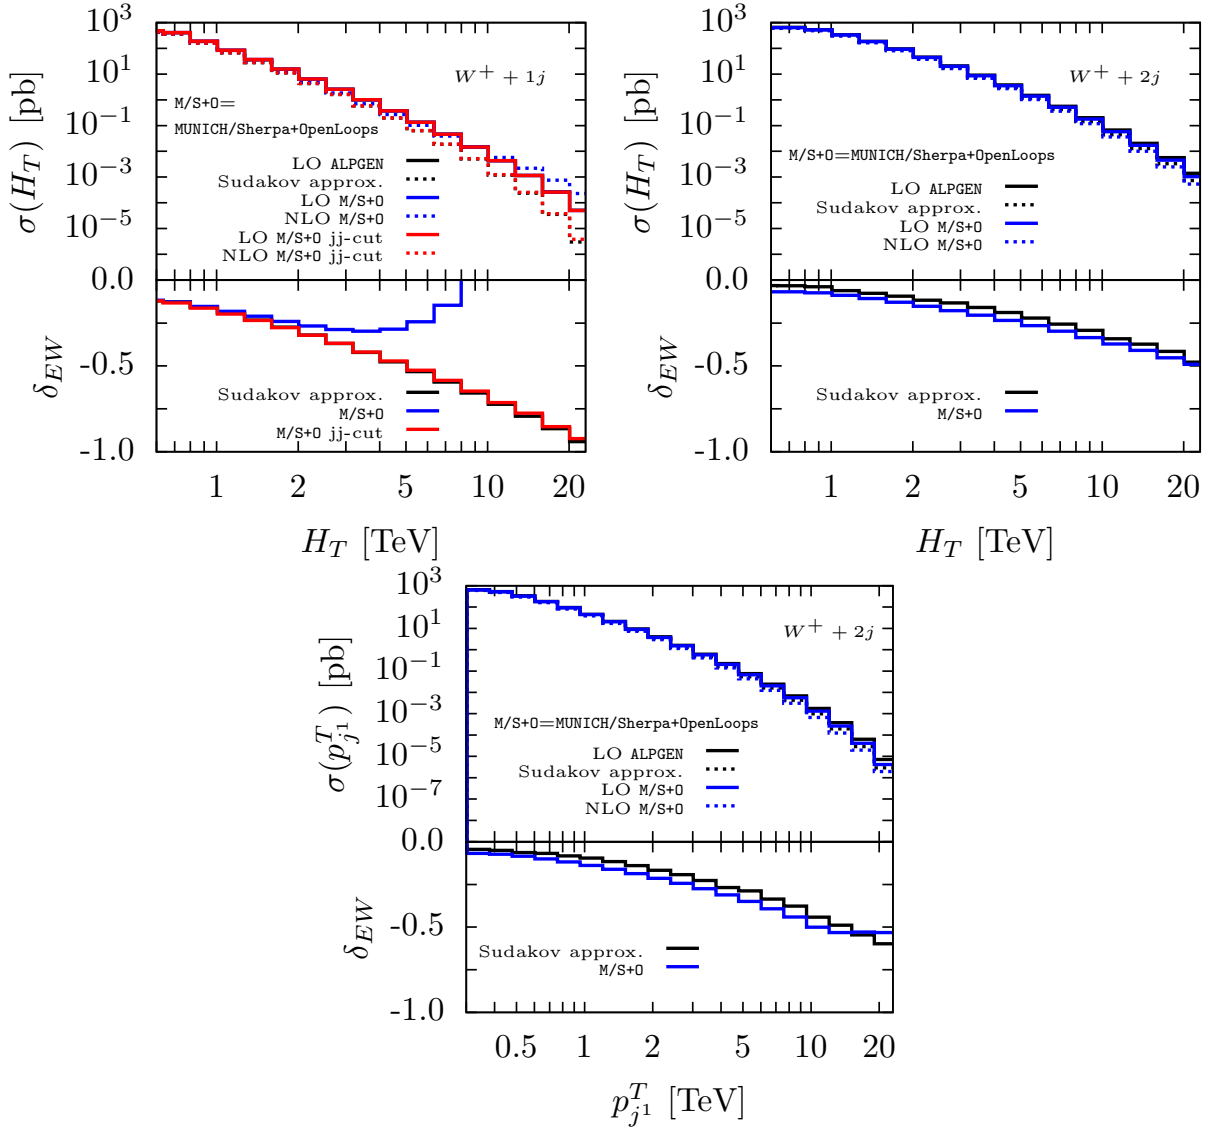 σ(H_T) [pb]
10^3
10^1
10^-1
10^-3
10^-5
W^+ + 1j
M/S+O=
MUNICH/Sherpa+OpenLoops
LO ALPGEN
Sudakov approx.
LO M/S+O
NLO M/S+O
LO M/S+O jj-cut
NLO M/S+O jj-cut
δ_EW
0.0
-0.5
-1.0
Sudakov approx.
M/S+O
M/S+O jj-cut
1 2 5 10 20
H_T [TeV]
σ(H_T) [pb]
10^3
10^1
10^-1
10^-3
10^-5
W^+ + 2j
M/S+O=MUNICH/Sherpa+OpenLoops
LO ALPGEN
Sudakov approx.
LO M/S+O
NLO M/S+O
δ_EW
0.0
-0.5
-1.0
Sudakov approx.
M/S+O
1 2 5 10 20
H_T [TeV]
σ(p^T_{j^1}) [pb]
10^3
10^1
10^-1
10^-3
10^-5
10^-7
W^+ + 2j
M/S+O=MUNICH/Sherpa+OpenLoops
LO ALPGEN
Sudakov approx.
LO M/S+O
NLO M/S+O
δ_EW
0.0
-0.5
-1.0
Sudakov approx.
M/S+O
0.5 1 2 5 10 20
p^T_{j^1} [TeV]